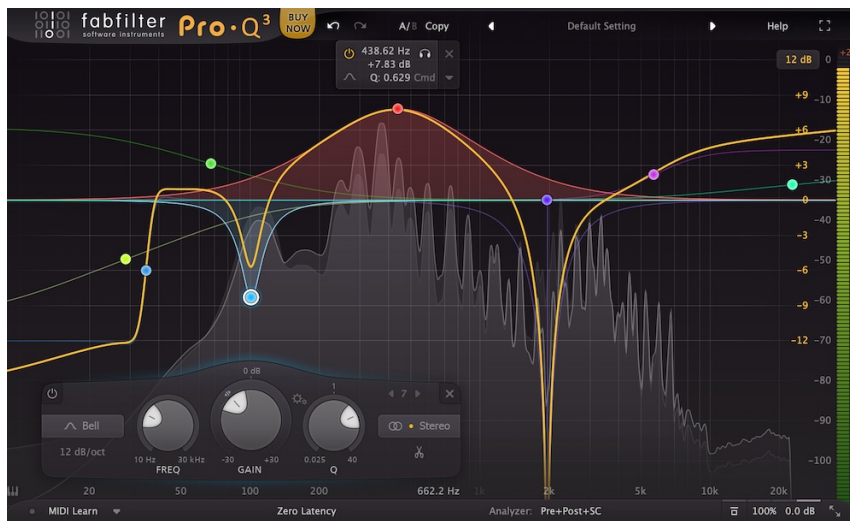 fabfilter
software instruments
Pro·Q³
BUY
NOW
A/B Copy
Default Setting
Help
438.62 Hz
+7.83 dB
Q: 0.629 Cmd
12 dB
0
+9
-10
+6
-20
+3
-30
0
-40
-3
-50
-6
-60
-9
-12
-70
-80
-90
-100
0 dB
1
7
Bell
12 dB/oct
10 Hz
30 kHz
FREQ
-30
+30
GAIN
0.025
40
Q
Stereo
20
50
100
200
662.2 Hz
1k
2k
5k
10k
20k
MIDI Learn
Zero Latency
Analyzer: Pre+Post+SC
100%
0.0 dB